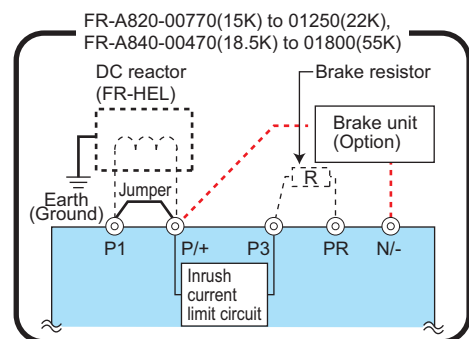 FR-A820-00770(15K) to 01250(22K),
FR-A840-00470(18.5K) to 01800(55K)
DC reactor
(FR-HEL)
Brake resistor
Brake unit
(Option)
R
Earth
(Ground)
Jumper
P1
P/+
P3
PR
N/-
Inrush
current
limit circuit